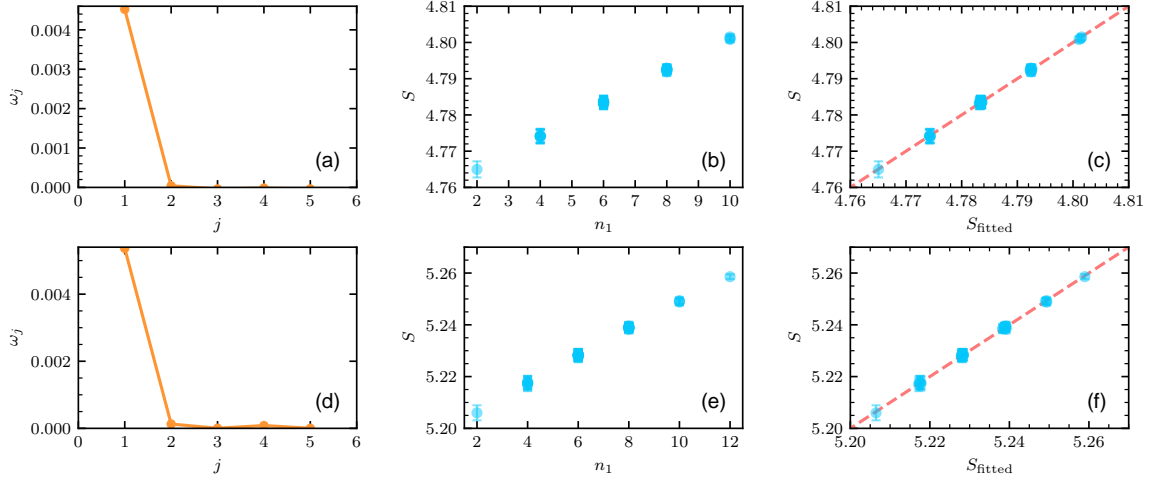 0.004
0.003
0.002
0.001
0.000
ω_j
0 1 2 3 4 5 6
j
(a)
4.81
4.80
4.79
4.78
4.77
4.76
S
2 3 4 5 6 7 8 9 10
n_1
(b)
4.81
4.80
4.79
4.78
4.77
4.76
S
4.76 4.77 4.78 4.79 4.80 4.81
S_fitted
(c)
0.004
0.002
0.000
ω_j
0 1 2 3 4 5 6
j
(d)
5.26
5.24
5.22
5.20
S
2 4 6 8 10 12
n_1
(e)
5.26
5.24
5.22
5.20
S
5.20 5.22 5.24 5.26
S_fitted
(f)